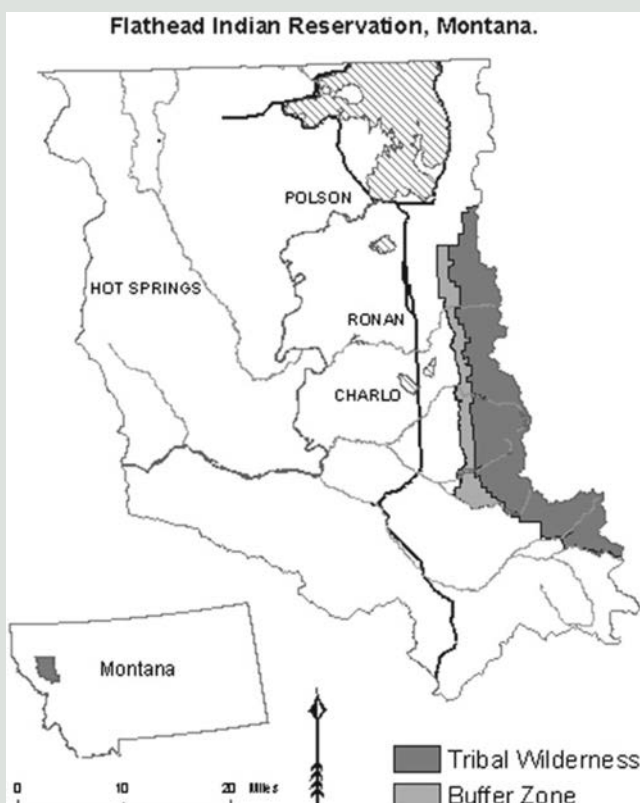 Flathead Indian Reservation, Montana.
POLSON
HOT SPRINGS
RONAN
CHARLO
Montana
Tribal Wilderness
0 10 20 Miles
Buffer Zone